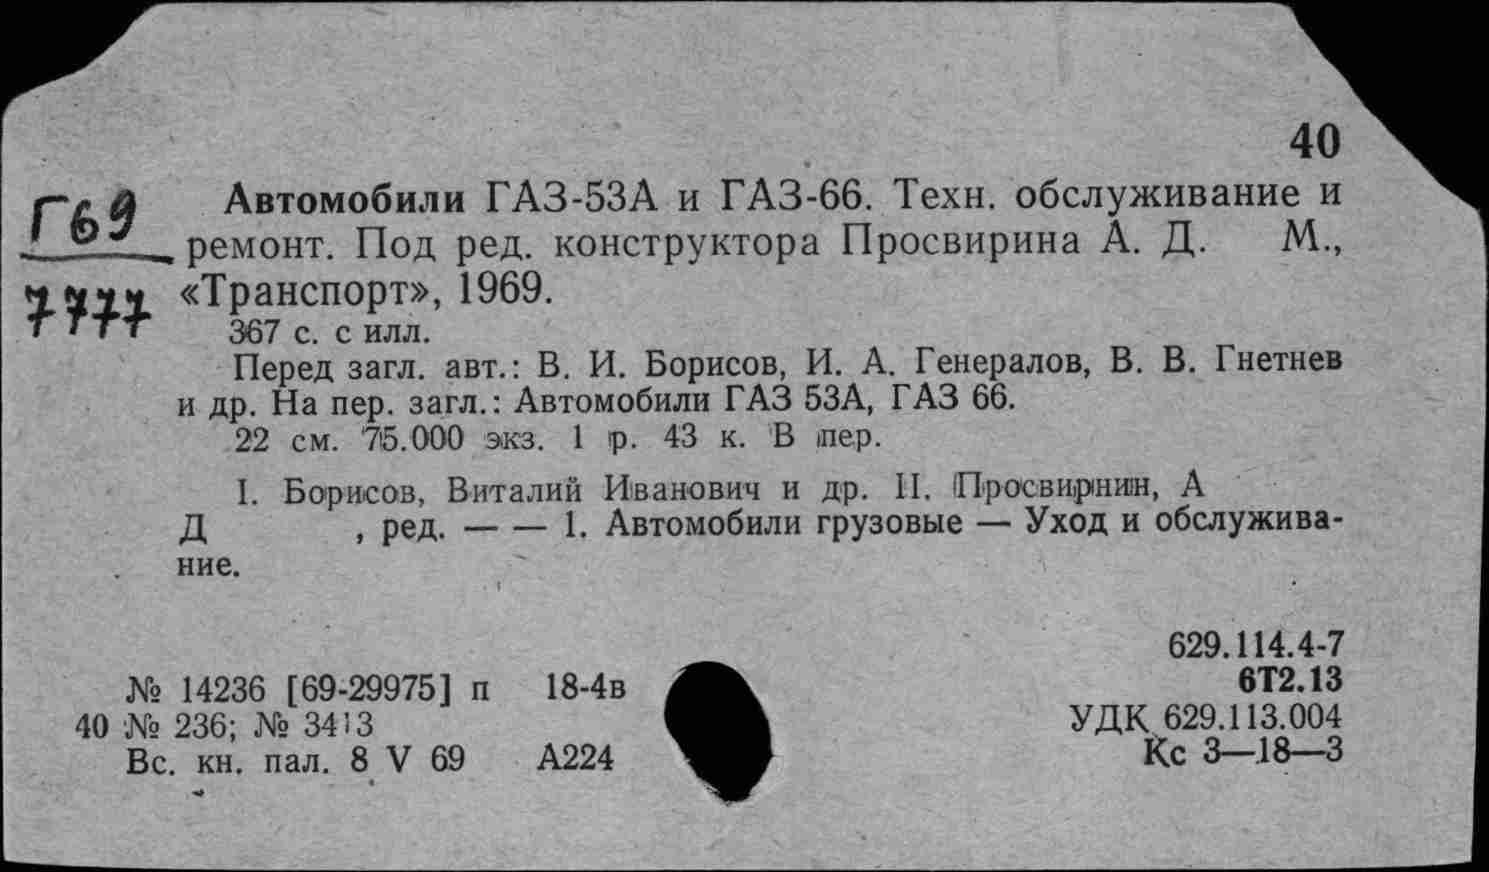 40
Г69
7777
Автомобили ГАЗ-53А и ГАЗ-66. Техн. обслуживание и
ремонт. Под ред. конструктора Просвирина А. Д. М.,
«Транспорт», 1969.
367 с. с илл.
Перед загл. авт.: В. И. Борисов, И. А. Генералов, В. В. Гнетнев
и др. На пер. загл.: Автомобили ГАЗ 53А, ГАЗ 66.
22 см. 75.000 экз. 1 р. 43 к. В пер.
I. Борисов, Виталий Иванович и др. II. Просвирнин, А
Д , ред. — — 1. Автомобили грузовые — Уход и обслужива-
ние.
629.114.4-7
№ 14236 [69-29975] п 18-4в 6Т2.13
40 № 236; № 3413 УДК 629.113.004
Вс. кн. пал. 8 V 69 А224 Кс 3—18—3